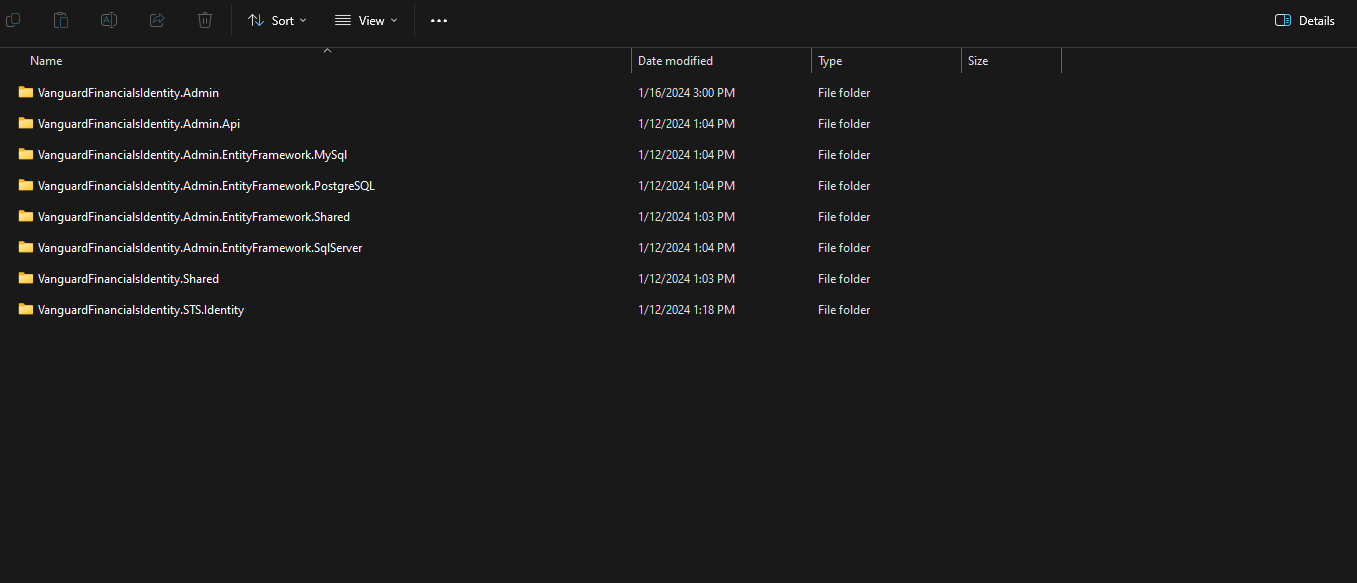 Sort View Details
Name Date modified Type Size
VanguardFinancialsIdentity.Admin 1/16/2024 3:00 PM File folder
VanguardFinancialsIdentity.Admin.Api 1/12/2024 1:04 PM File folder
VanguardFinancialsIdentity.Admin.EntityFramework.MySql 1/12/2024 1:04 PM File folder
VanguardFinancialsIdentity.Admin.EntityFramework.PostgreSQL 1/12/2024 1:04 PM File folder
VanguardFinancialsIdentity.Admin.EntityFramework.Shared 1/12/2024 1:03 PM File folder
VanguardFinancialsIdentity.Admin.EntityFramework.SqlServer 1/12/2024 1:04 PM File folder
VanguardFinancialsIdentity.Shared 1/12/2024 1:03 PM File folder
VanguardFinancialsIdentity.STS.Identity 1/12/2024 1:18 PM File folder